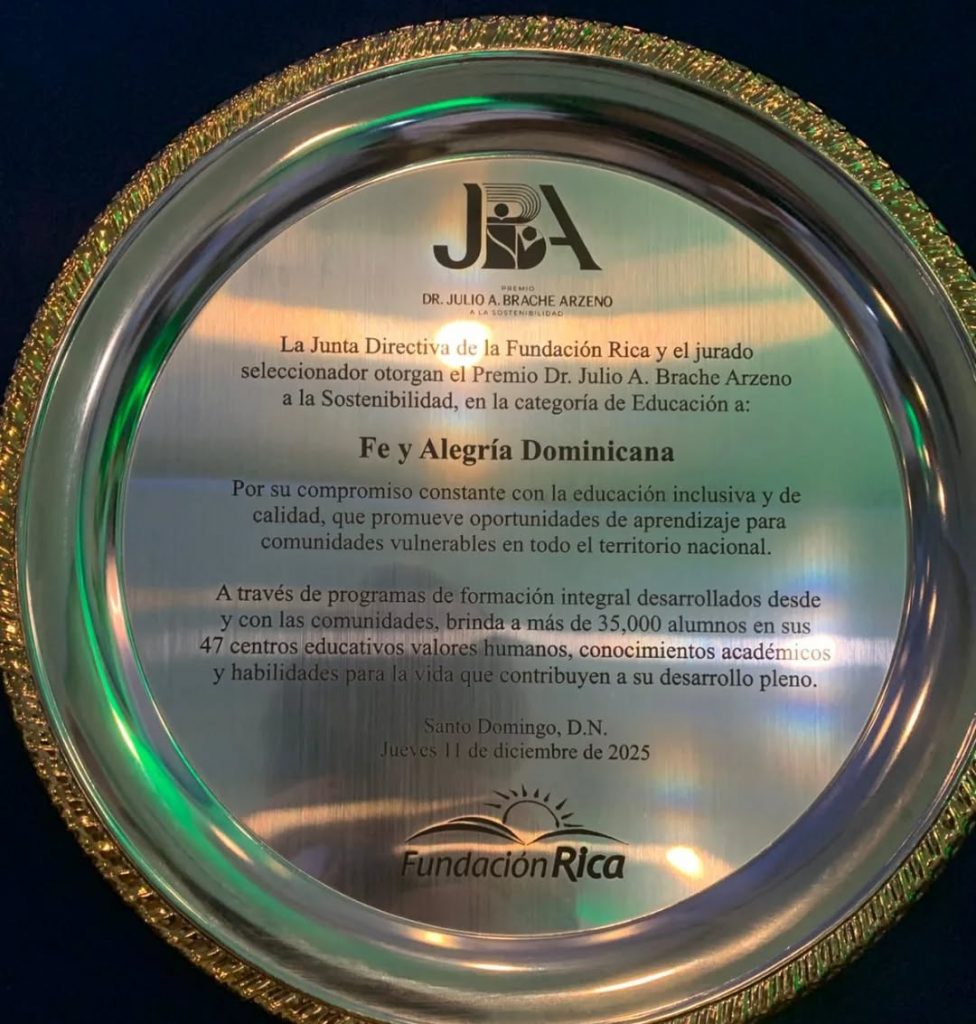 JBA
PREMIO
DR. JULIO A. BRACHE ARZENO
A LA SOSTENIBILIDAD
La Junta Directiva de la Fundación Rica y el jurado
seleccionador otorgan el Premio Dr. Julio A. Brache Arzeno
a la Sostenibilidad, en la categoría de Educación a:
Fe y Alegría Dominicana
Por su compromiso constante con la educación inclusiva y de
calidad, que promueve oportunidades de aprendizaje para
comunidades vulnerables en todo el territorio nacional.
A través de programas de formación integral desarrollados desde
y con las comunidades, brinda a más de 35,000 alumnos en sus
47 centros educativos valores humanos, conocimientos académicos
y habilidades para la vida que contribuyen a su desarrollo pleno.
Santo Domingo, D.N.
Jueves 11 de diciembre de 2025
Fundación Rica